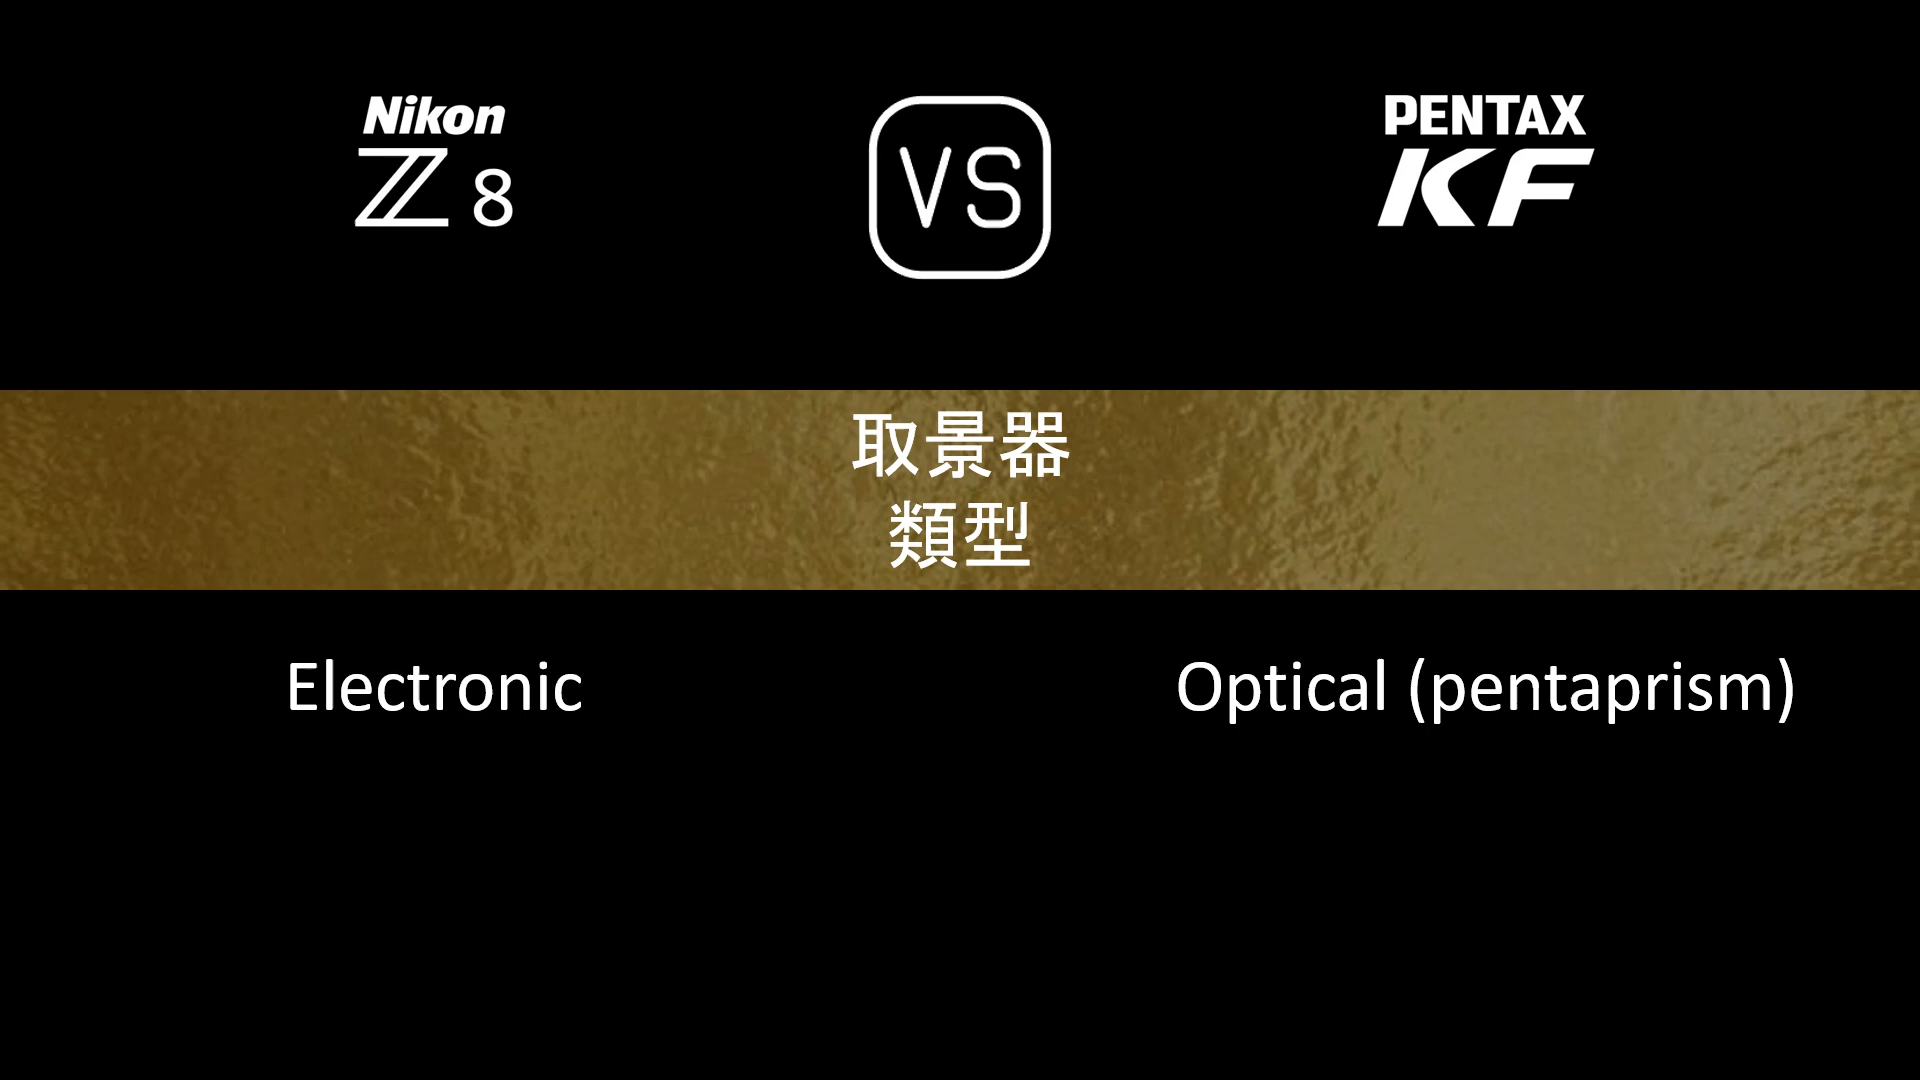 Nikon
Z 8
VS
PENTAX
KF
取景器
類型
Electronic
Optical (pentaprism)